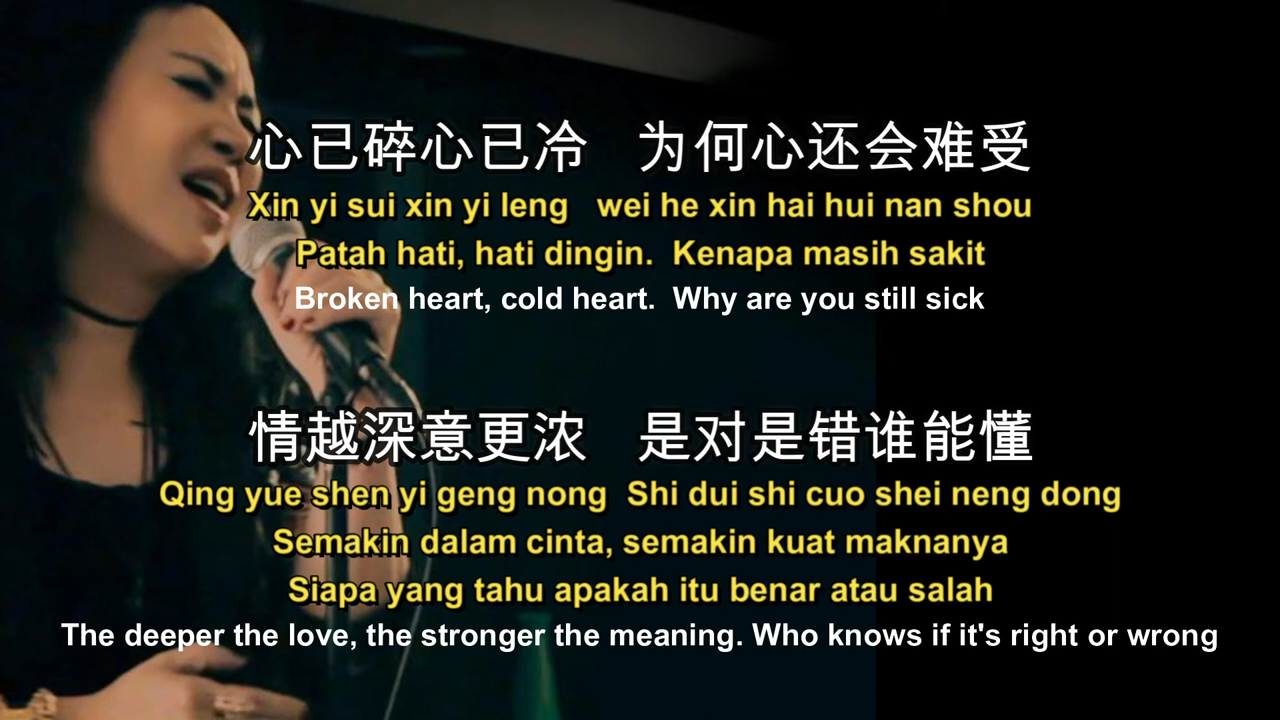 心已碎心已冷 为何心还会难受
Xin yi sui xin yi leng wei he xin hai hui nan shou
Patah hati, hati dingin. Kenapa masih sakit
Broken heart, cold heart. Why are you still sick
情越深意更浓 是对是错谁能懂
Qing yue shen yi geng nong Shi dui shi cuo shei neng dong
Semakin dalam cinta, semakin kuat maknanya
Siapa yang tahu apakah itu benar atau salah
The deeper the love, the stronger the meaning. Who knows if it's right or wrong